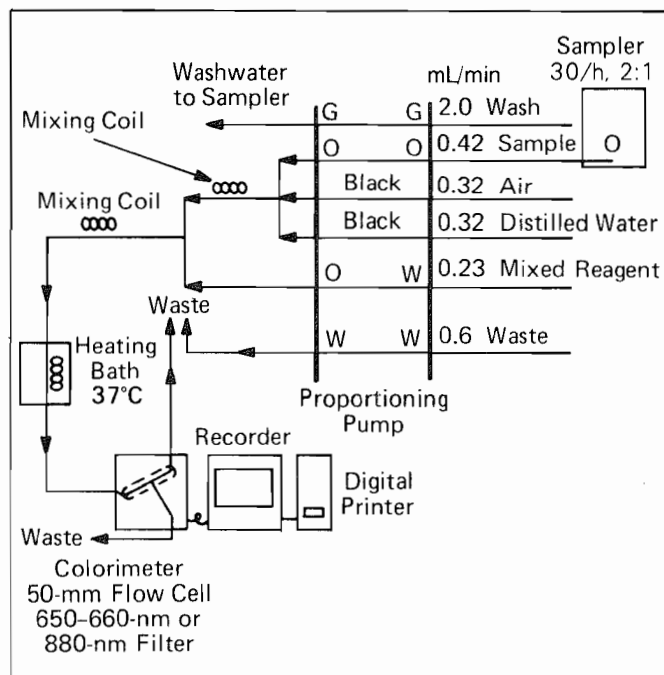 Sampler
30/h, 2:1
mL/min
Washwater
to Sampler
G G 2.0 Wash
Mixing Coil
O O 0.42 Sample O
Black 0.32 Air
Mixing Coil
Black 0.32 Distilled Water
O W 0.23 Mixed Reagent
Waste
W W 0.6 Waste
Heating
Bath
37°C
Proportioning
Pump
Recorder
Digital
Printer
Waste
Colorimeter
50-mm Flow Cell
650–660-nm or
880-nm Filter